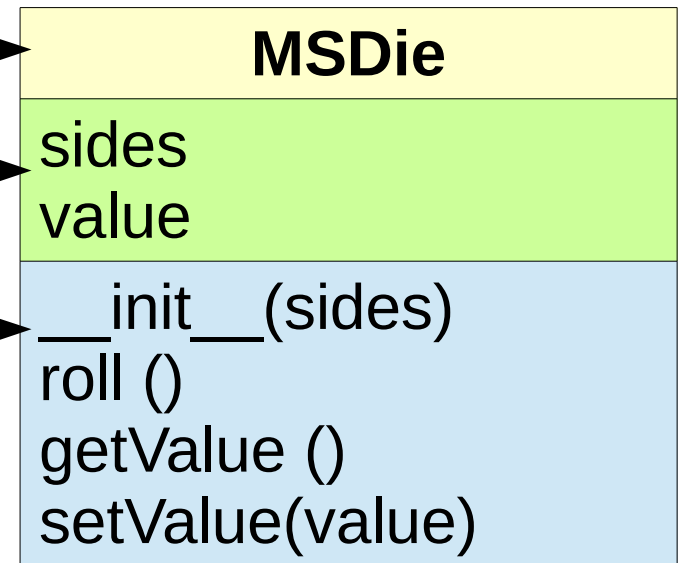 MSDie
sides
value
__init__(sides)
roll ()
getValue ()
setValue(value)